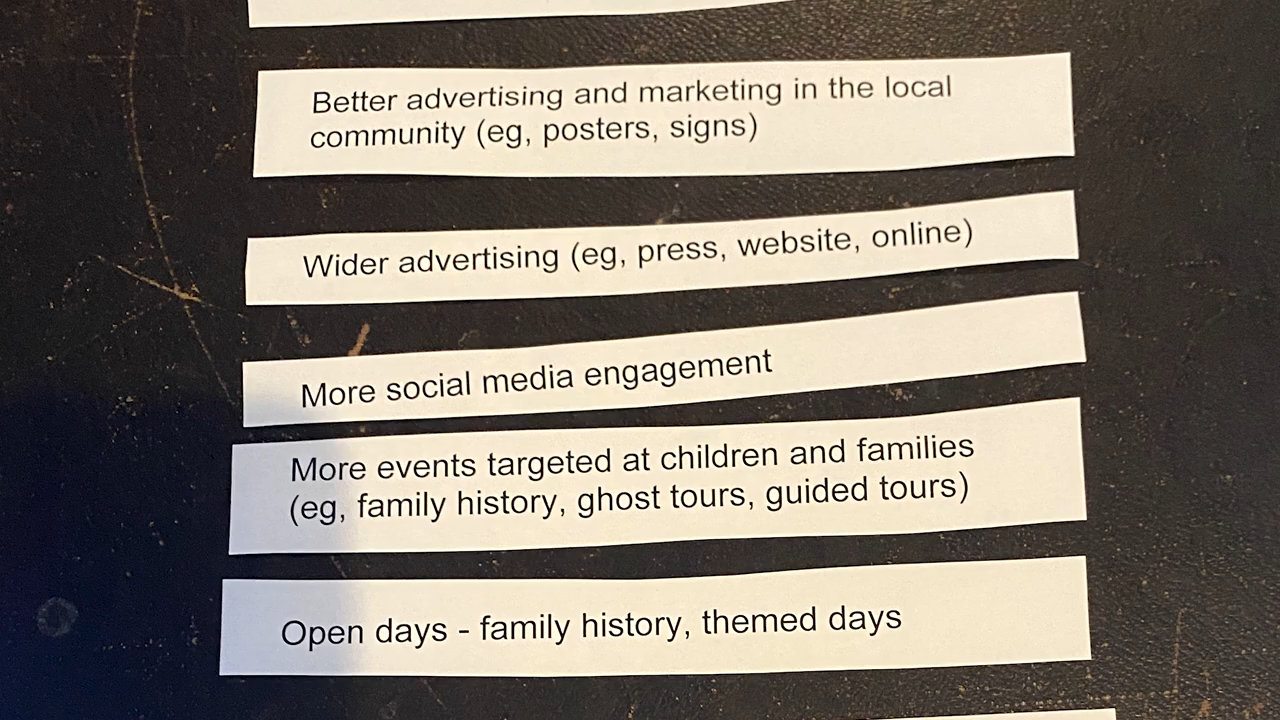 Better advertising and marketing in the local
community (eg, posters, signs)
Wider advertising (eg, press, website, online)
More social media engagement
More events targeted at children and families
(eg, family history, ghost tours, guided tours)
Open days - family history, themed days